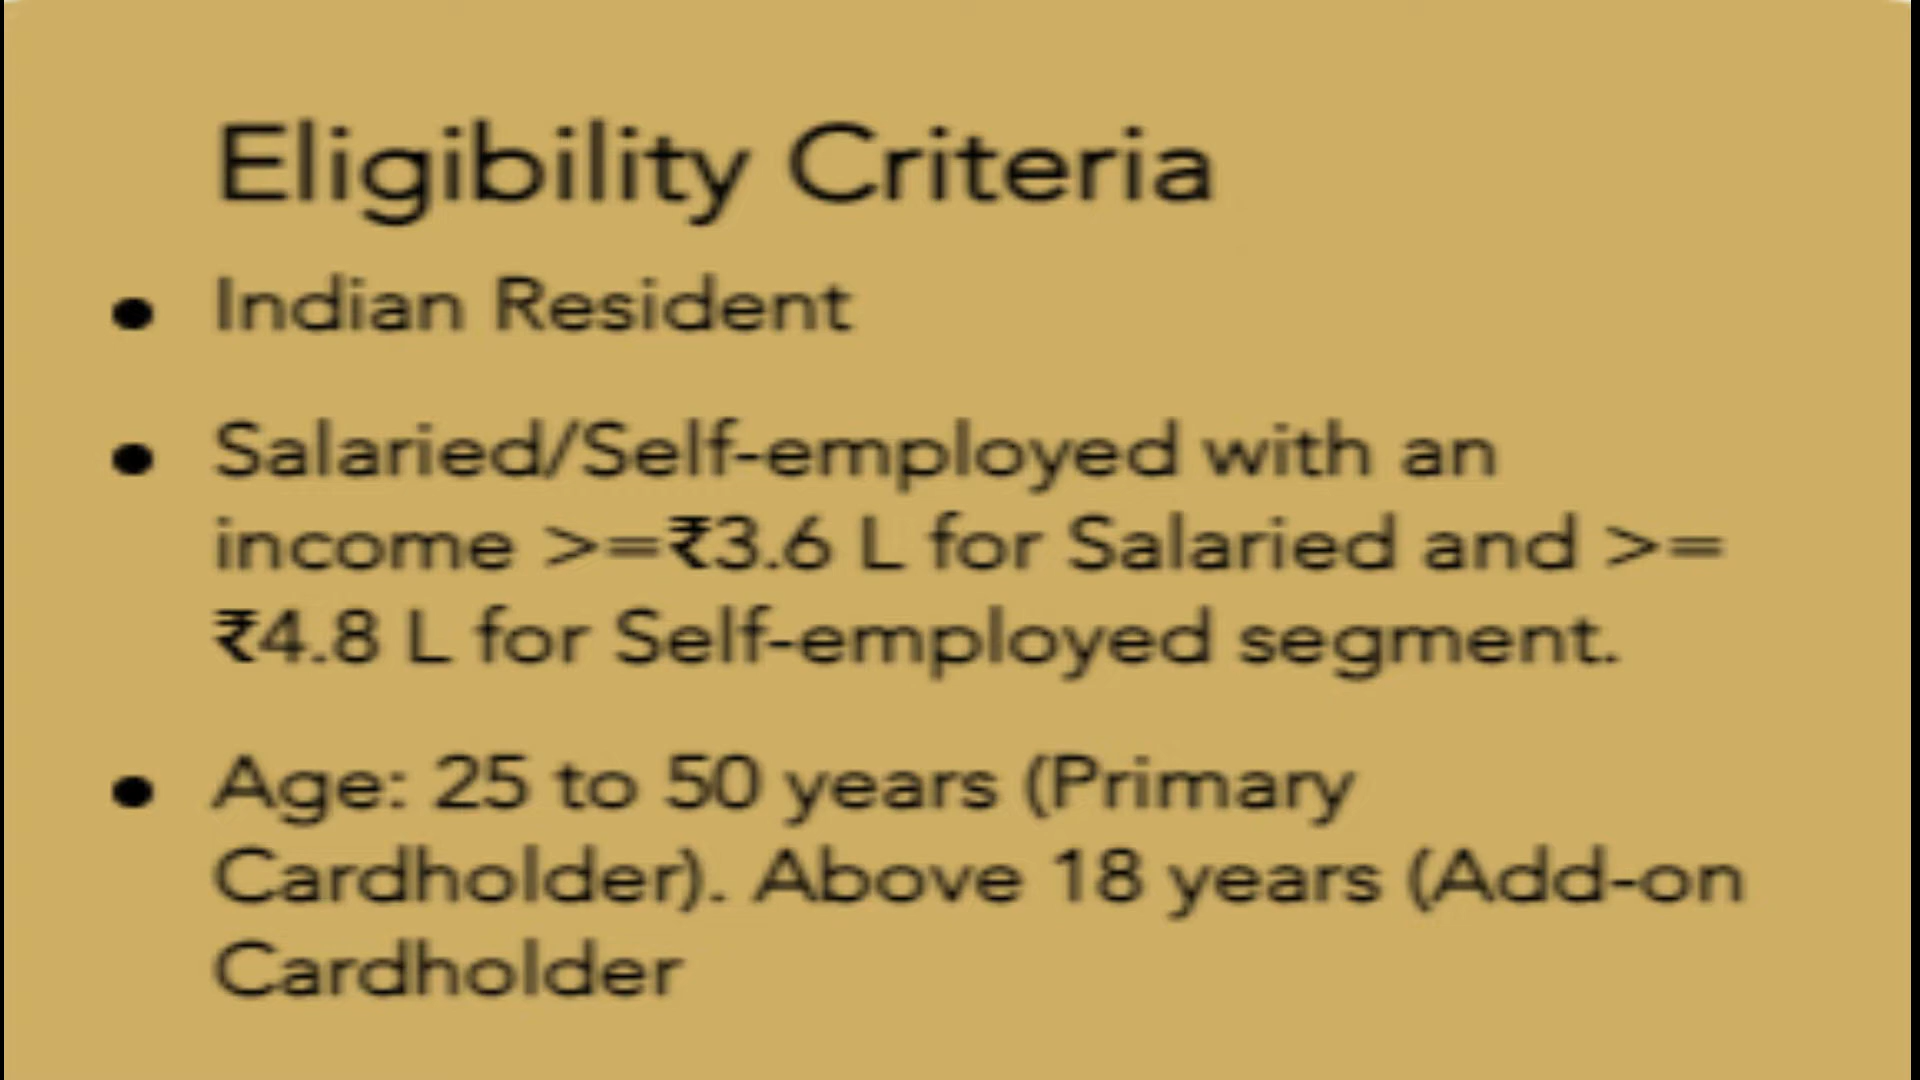 Eligibility Criteria
• Indian Resident
• Salaried/Self-employed with an
income >=₹3.6 L for Salaried and >=
₹4.8 L for Self-employed segment.
• Age: 25 to 50 years (Primary
Cardholder). Above 18 years (Add-on
Cardholder